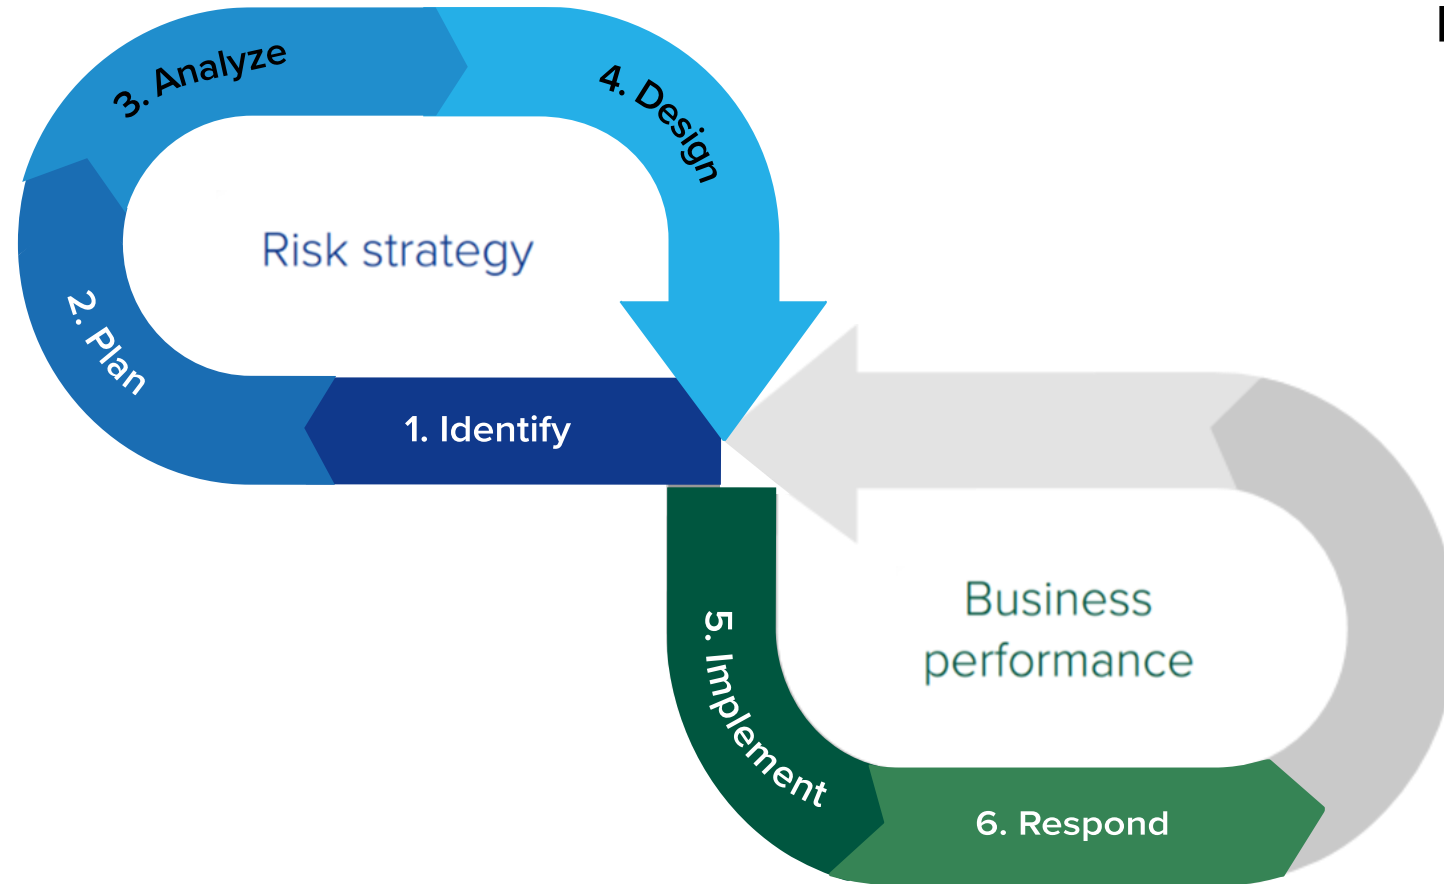 3. Analyze
4. Design
Risk strategy
2. Plan
1. Identify
Business
performance
5. Implement
6. Respond